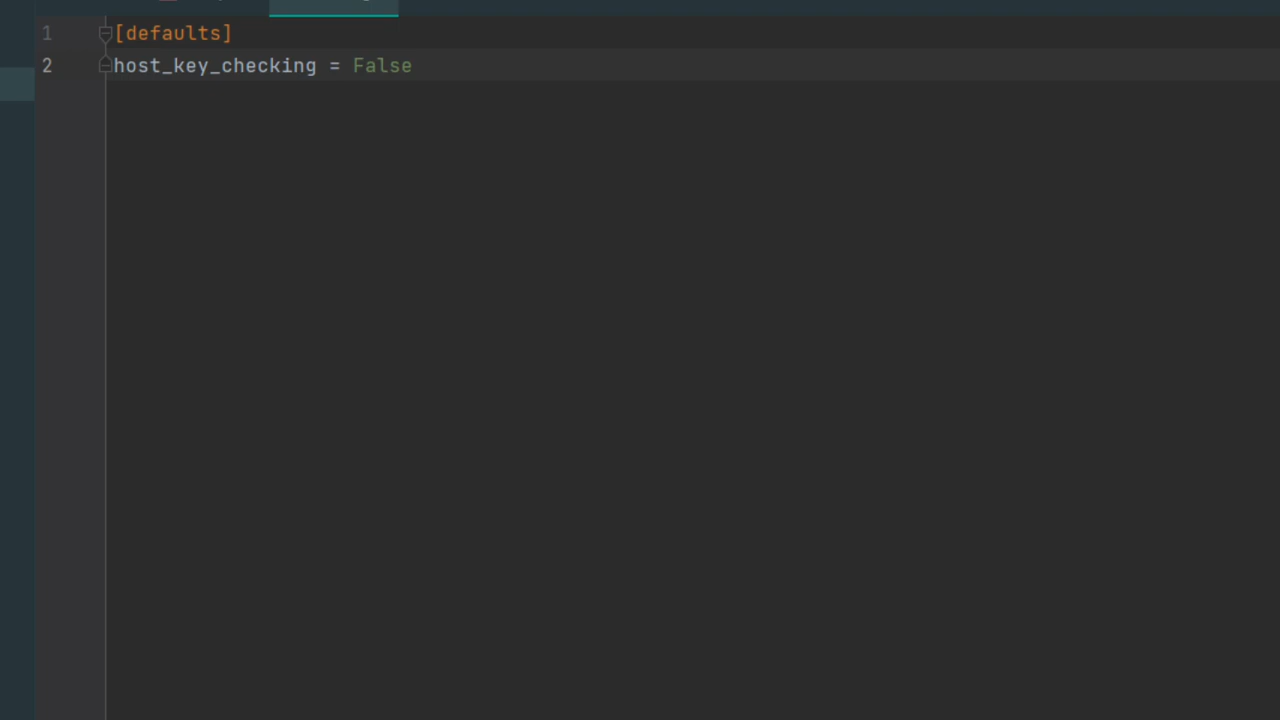 1 [defaults]
2 host_key_checking = False